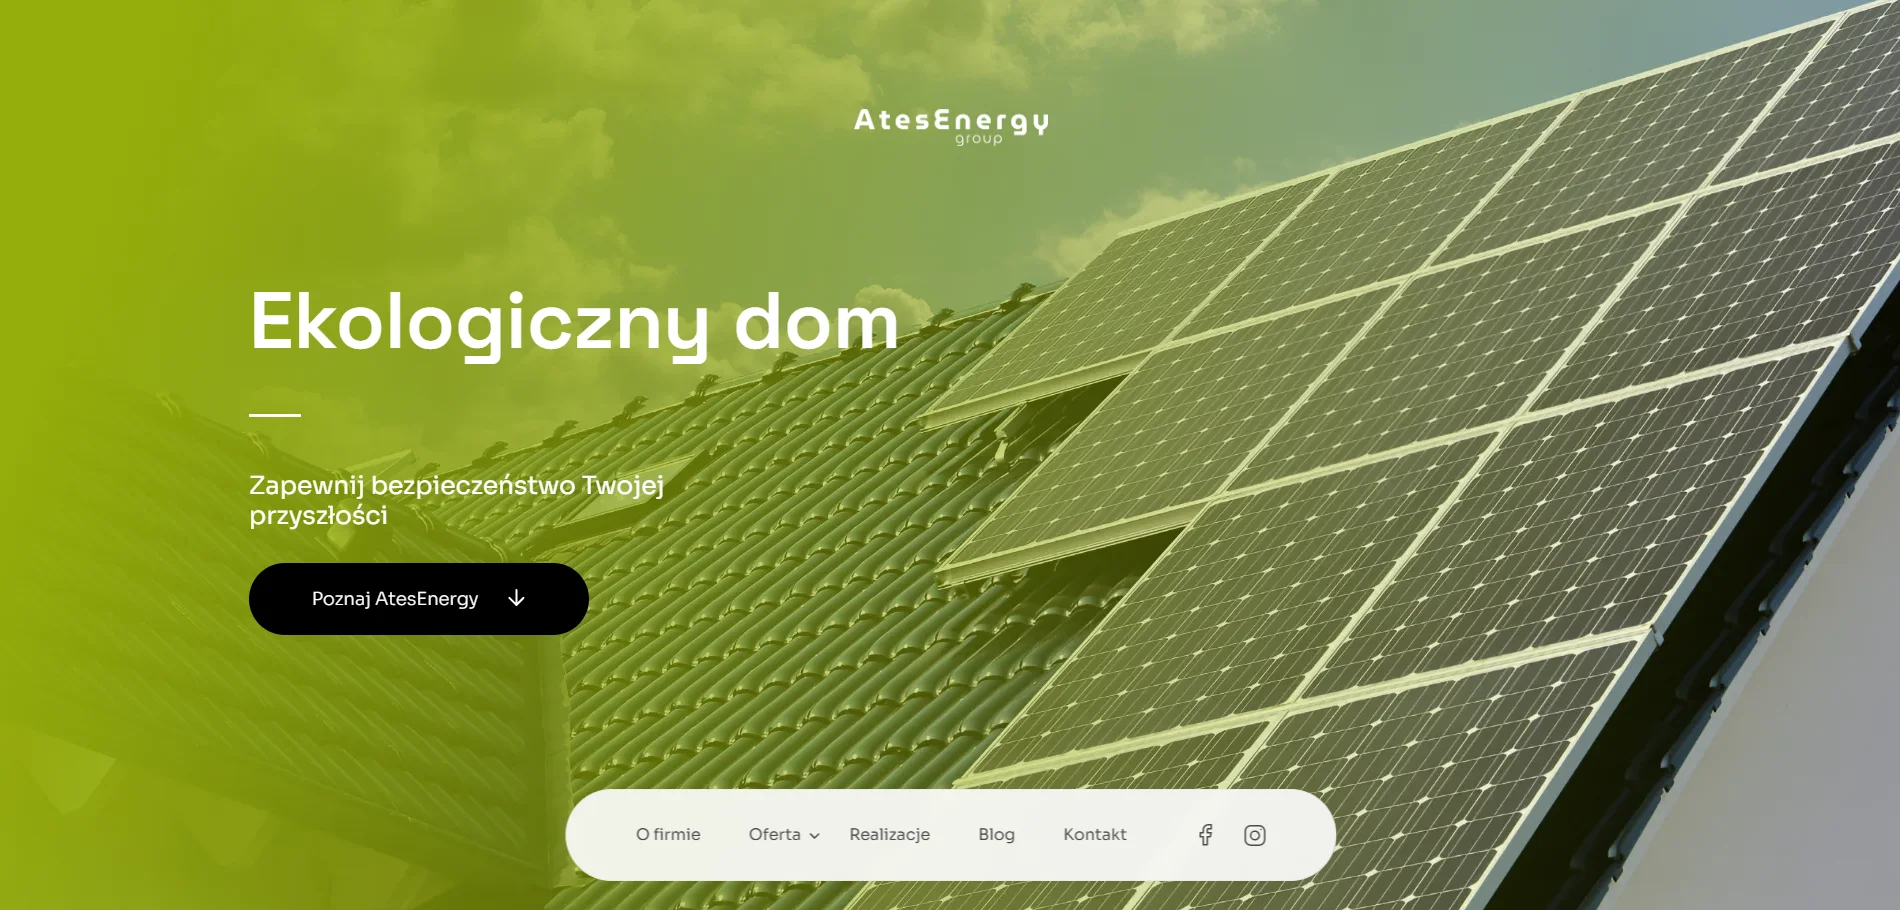 AtesEnergy
group
Ekologiczny dom
Zapewnij bezpieczeństwo Twojej
przyszłości
Poznaj AtesEnergy
O firmie Oferta Realizacje Blog Kontakt